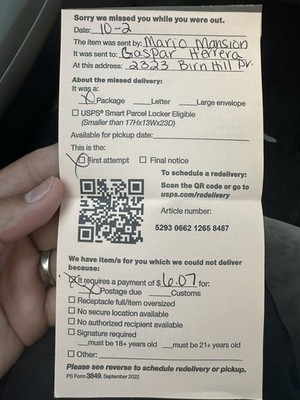 Sorry we missed you while you were out.
Date: 10-2
The item was sent by: Mario Mansion
It was sent to: Gaspar Herrera
At this address: 2323 Birn Hill Dr.
About the missed delivery:
It was a:
X Package __Letter __Large envelope
☐ USPS® Smart Parcel Locker Eligible
(Smaller than 17Hx13Wx23D)
Available for pickup date:
This is the:
X ☐ First attempt ☐ Final notice
To schedule a redelivery:
Scan the QR code or go to
usps.com/redelivery
Article number:
5293 0662 1265 8487
We have item/s for you which we could not deliver
because:
X It requires a payment of $ 6.07 for:
X Postage due __Customs
☐ Receptacle full/Item oversized
☐ No secure location available
☐ No authorized recipient available
☐ Signature required
__must be 18+ years old __must be 21+ years old
☐ Other:
Please see reverse to schedule redelivery or pickup.
PS Form 3849, September 2022